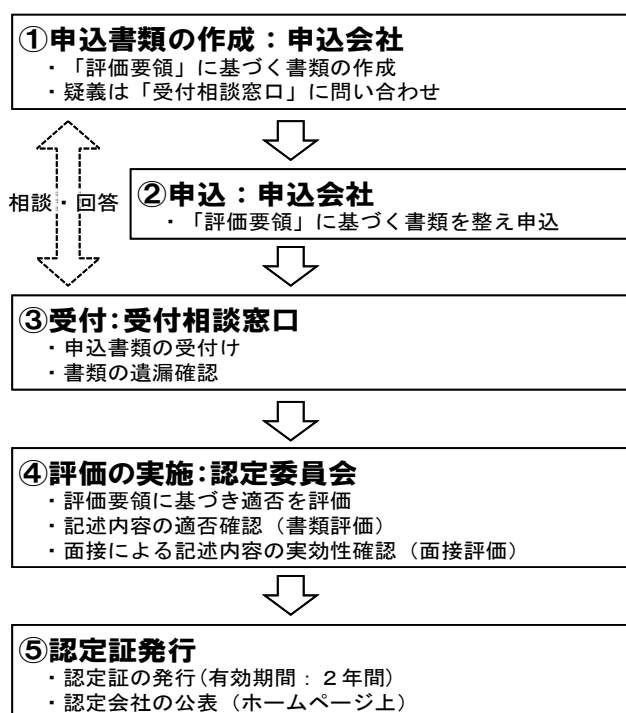 ①申込書類の作成：申込会社
・「評価要領」に基づく書類の作成
・疑義は「受付相談窓口」に問い合わせ
相談・回答
②申込：申込会社
・「評価要領」に基づく書類を整え申込
③受付：受付相談窓口
・申込書類の受付け
・書類の遺漏確認
④評価の実施：認定委員会
・評価要領に基づき適否を評価
・記述内容の適否確認（書類評価）
・面接による記述内容の実効性確認（面接評価）
⑤認定証発行
・認定証の発行（有効期間：２年間）
・認定会社の公表（ホームページ上）